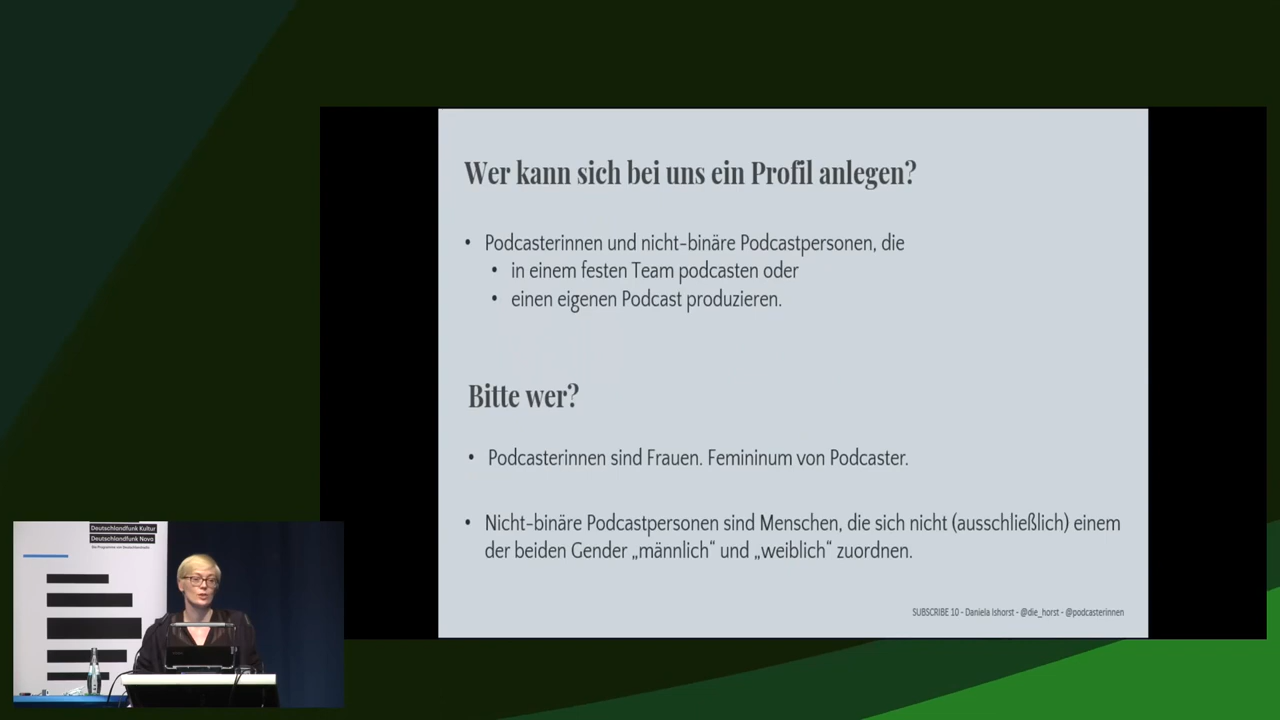 Wer kann sich bei uns ein Profil anlegen?
• Podcasterinnen und nicht-binäre Podcastpersonen, die
• in einem festen Team podcasten oder
• einen eigenen Podcast produzieren.
Bitte wer?
• Podcasterinnen sind Frauen. Femininum von Podcaster.
• Nicht-binäre Podcastpersonen sind Menschen, die sich nicht (ausschließlich) einem
der beiden Gender „männlich“ und „weiblich“ zuordnen.
SUBSCRIBE 10 - Daniela Ishorst - @die_horst - @podcasterinnen
Deutschlandfunk Kultur
Deutschlandfunk Nova